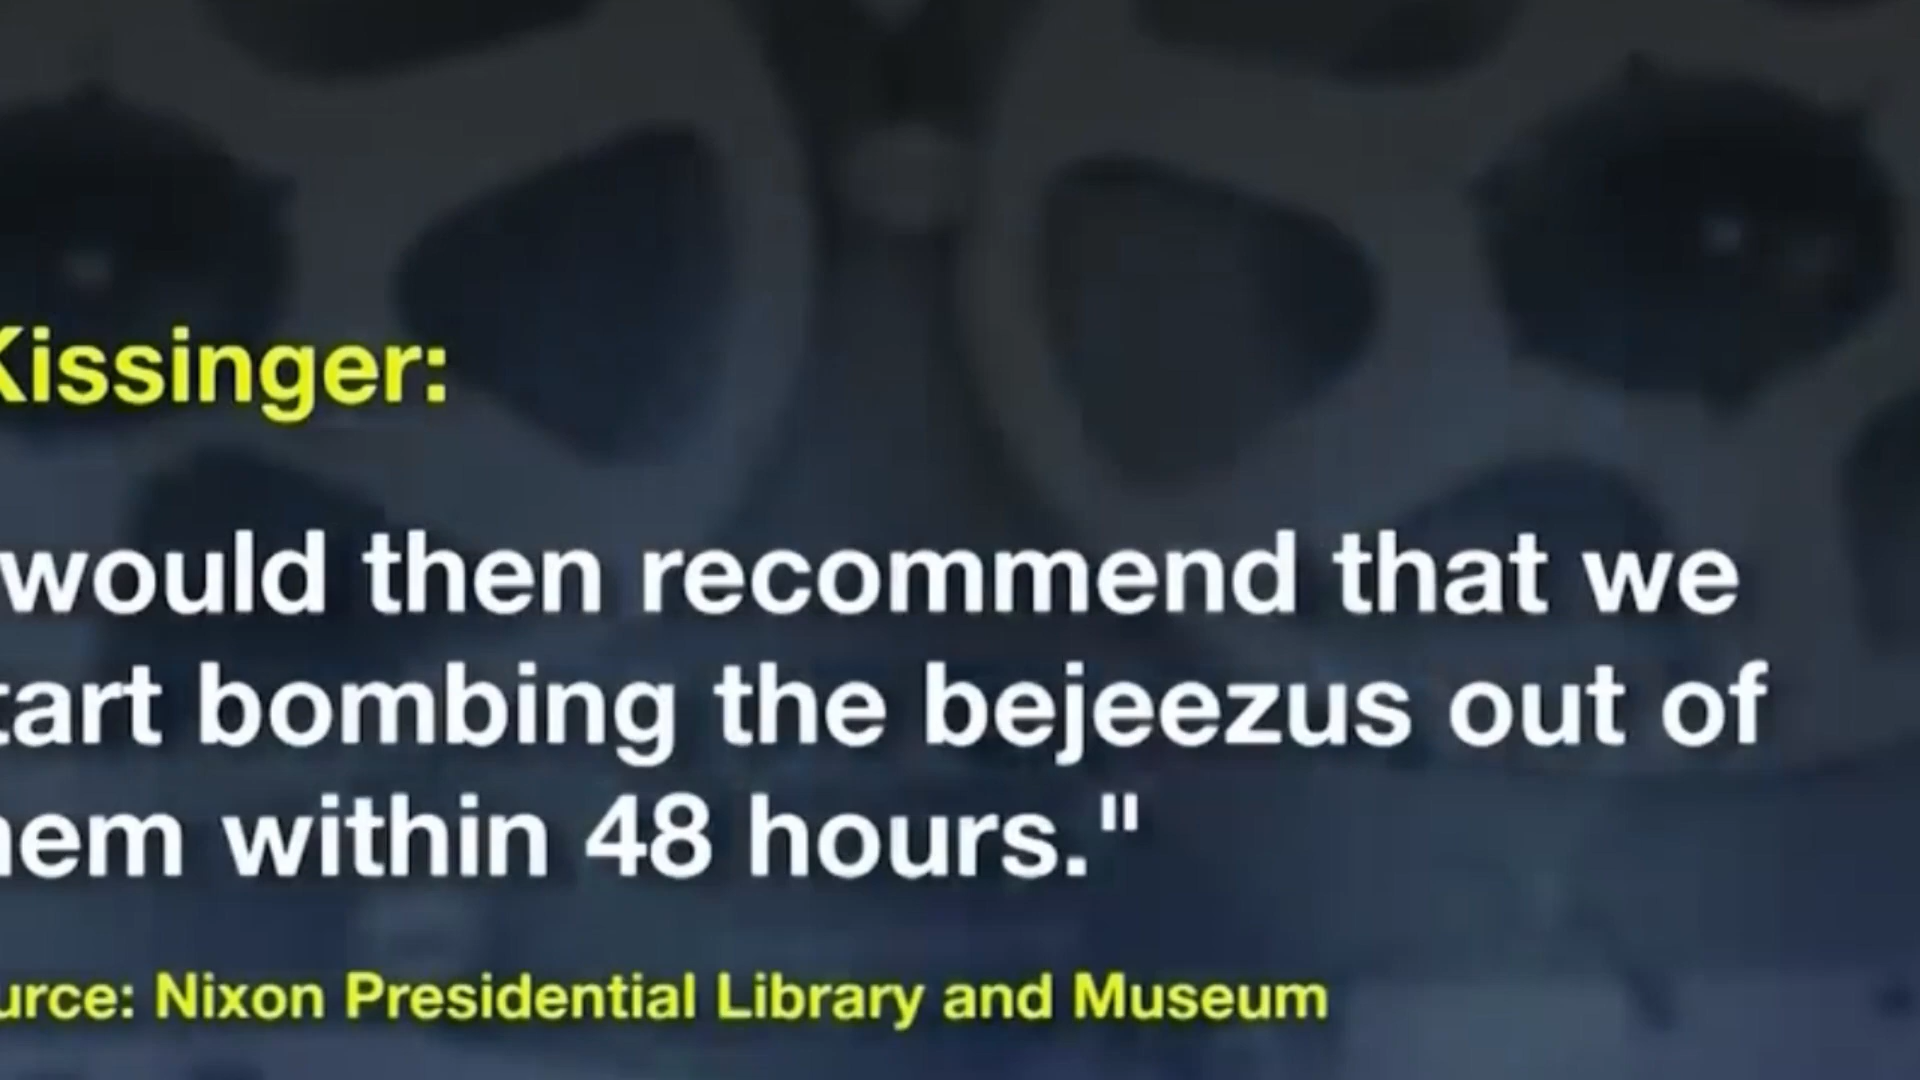 Kissinger:
would then recommend that we
tart bombing the bejeezus out of
hem within 48 hours."
urce: Nixon Presidential Library and Museum